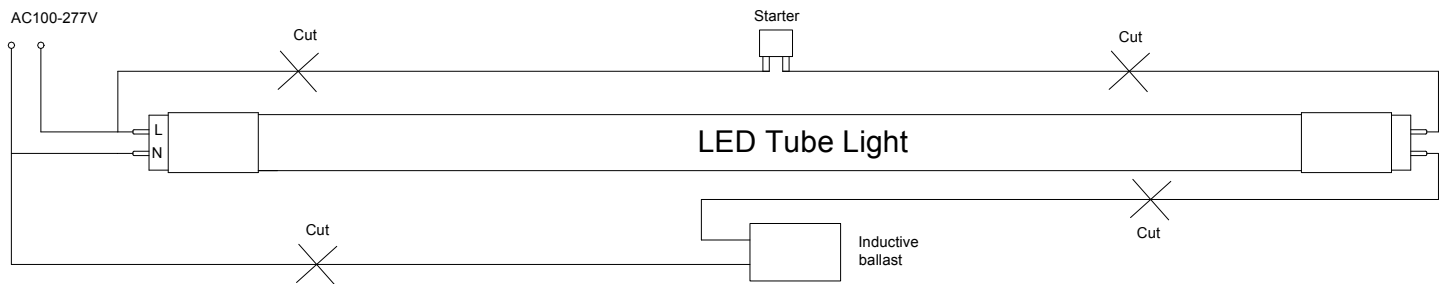 AC100-277V
Starter
Cut
Cut
L
N
LED Tube Light
Cut
Cut
Inductive
ballast